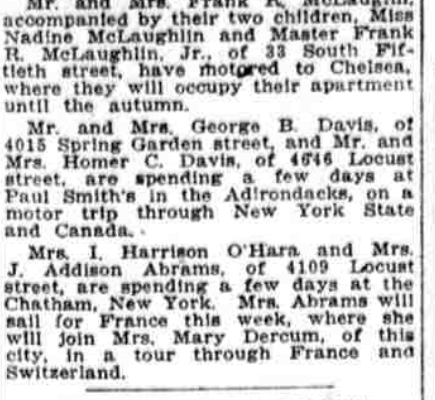 Mr. and Mrs. Frank R. McLaughlin,
accompanied by their two children, Miss
Nadine McLaughlin and Master Frank
R. McLaughlin, Jr., of 33 South Fif-
tieth street, have motored to Chelsea,
where they will occupy their apartment
until the autumn.
Mr. and Mrs. George B. Davis, of
4015 Spring Garden street, and Mr. and
Mrs. Homer C. Davis, of 4646 Locust
street, are spending a few days at
Paul Smith's in the Adirondacks, on a
motor trip through New York State
and Canada.
Mrs. I. Harrison O'Hara and Mrs.
J. Addison Abrams, of 4109 Locust
street, are spending a few days at the
Chatham, New York. Mrs. Abrams will
sail for France this week, where she
will join Mrs. Mary Dercum, of this
city, in a tour through France and
Switzerland.